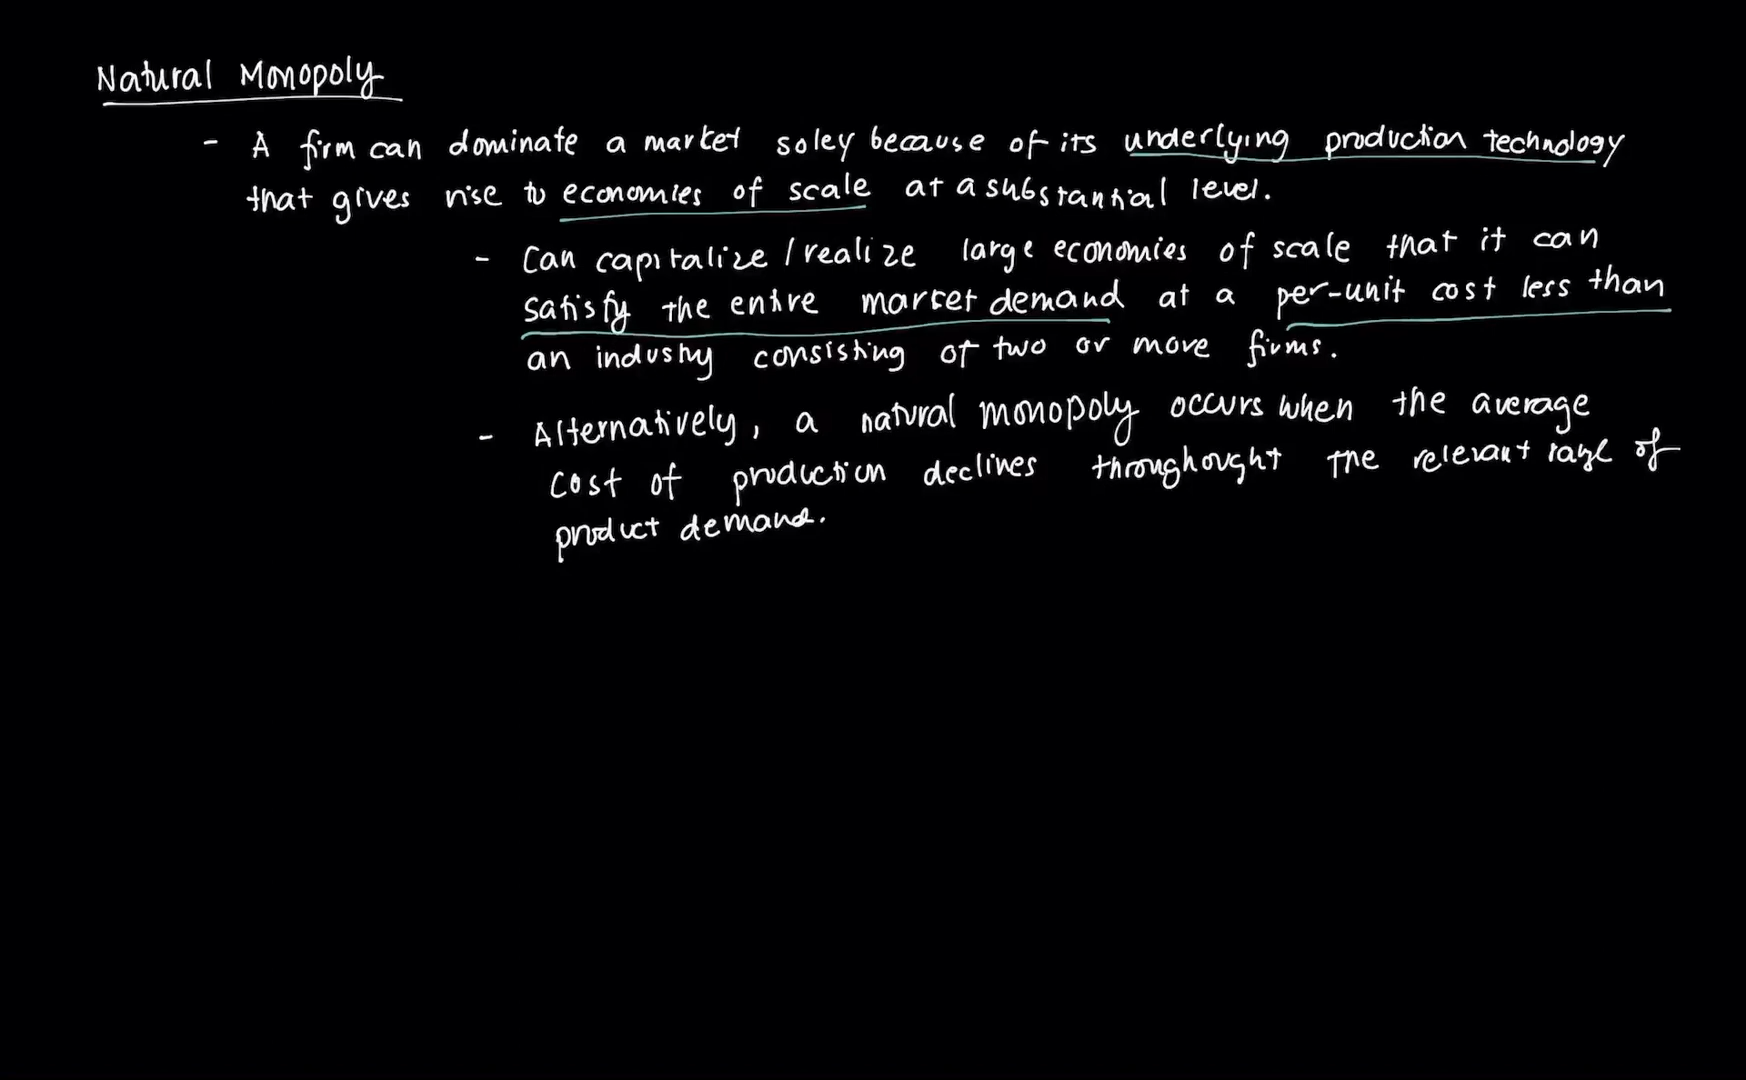 Natural Monopoly
- A firm can dominate a market soley because of its underlying production technology
that gives rise to economies of scale at a substantial level.
- Can capitalize / realize large economies of scale that it can
satisfy the entire market demand at a per-unit cost less than
an industry consisting of two or more firms.
- Alternatively, a natural monopoly occurs when the average
cost of production declines throughought the relevant range of
product demand.